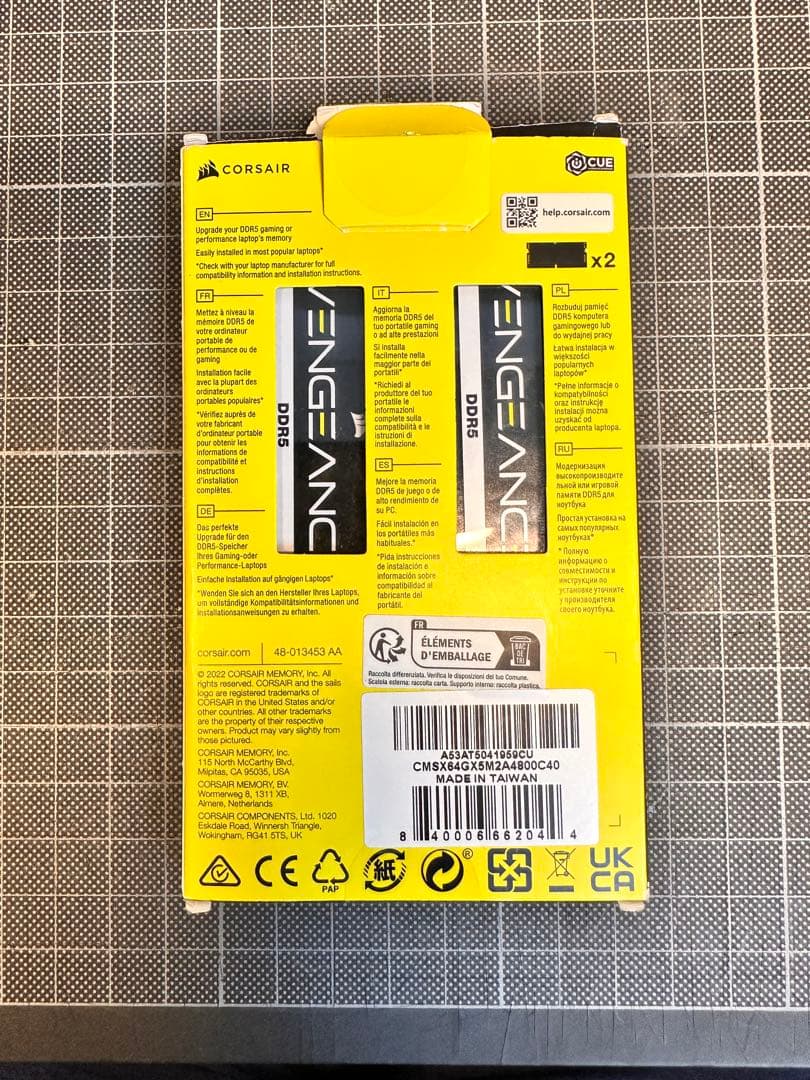 CORSAIR
iCUE
help.corsair.com
x2
EN
Upgrade your DDR5 gaming or
performance laptop's memory
Easily installed in most popular laptops*
*Check with your laptop manufacturer for full
compatibility information and installation instructions.
FR
Mettez à niveau la
mémoire DDR5 de
votre ordinateur
portable de
performance ou de
gaming
Installation facile
avec la plupart des
ordinateurs
portables populaires*
*Vérifiez auprès de
votre fabricant
d'ordinateur portable
pour obtenir les
informations de
compatibilité et
instructions
d'installation
complètes.
DE
Das perfekte
Upgrade für den
DDR5-Speicher
Ihres Gaming-oder
Performance-Laptops
Einfache Installation auf gängigen Laptops*
*Wenden Sie sich an den Hersteller Ihres Laptops,
um vollständige Kompatibilitätsinformationen und
Installationsanweisungen zu erhalten.
VENGEANC
DDR5
IT
Aggiorna la
memoria DDR5 del
tuo portatile gaming
o ad alte prestazioni
Si installa
facilmente nella
maggior parte dei
portatili*
*Richiedi al
produttore del tuo
portatile le
informazioni
complete sulla
compatibilità e le
istruzioni di
installazione.
ES
Mejore la memoria
DDR5 de juego o de
alto rendimiento de
su PC.
Fácil instalación en
los portátiles más
habituales.*
*Pida instrucciones
de instalación e
información sobre
compatibilidad al
fabricante del
portátil.
VENGEANC
DDR5
PL
Rozbuduj pamięć
DDR5 komputera
gamingowego lub
do wydajnej pracy
Łatwa instalacja w
większości
popularnych
laptopów*
*Pełne informacje o
kompatybilności
oraz instrukcję
instalacji można
uzyskać od
producenta laptopa.
RU
Модернизация
высокопроизводите
льной или игровой
памяти DDR5 для
ноутбука
Простая установка на
самых популярных
ноутбуках*
* Полную
информацию о
совместимости и
инструкции по
установке уточните
у производителя
своего ноутбука.
corsair.com
48-013453 AA
© 2022 CORSAIR MEMORY, Inc. All
rights reserved. CORSAIR and the sails
logo are registered trademarks of
CORSAIR in the United States and/or
other countries. All other trademarks
are the property of their respective
owners. Product may vary slightly from
those pictured.
CORSAIR MEMORY, Inc.
115 North McCarthy Blvd,
Milpitas, CA 95035, USA
CORSAIR MEMORY, BV.
Wormerweg 8, 1311 XB,
Almere, Netherlands
CORSAIR COMPONENTS, Ltd. 1020
Eskdale Road, Winnersh Triangle,
Wokingham, RG41 5TS, UK
FR
ÉLÉMENTS
D'EMBALLAGE
BAC
DE
TRI
Raccolta differenziata. Verifica le disposizioni del tuo Comune.
Scatola esterna: raccolta carta. Supporto interno: raccolta plastica.
A53AT5041959CU
CMSX64GX5M2A4800C40
MADE IN TAIWAN
8 40006 66204 4
CE
PAP
紙
®
UK
CA